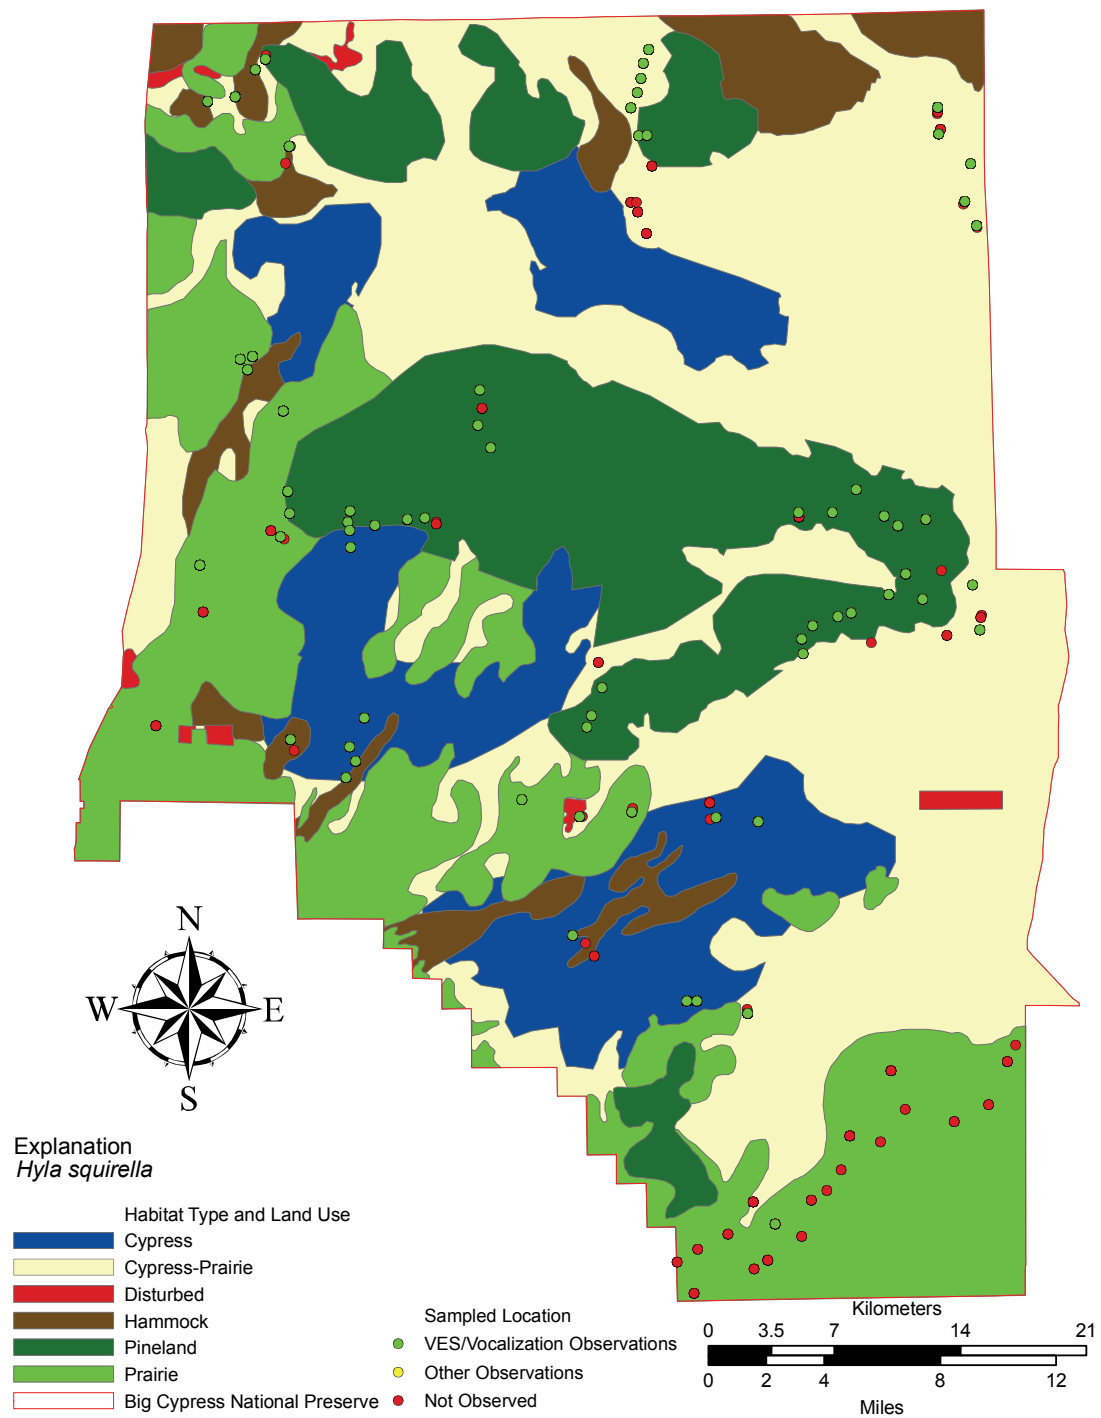 N
W E
S
Explanation
Hyla squirella
Habitat Type and Land Use
Cypress
Cypress-Prairie
Disturbed
Hammock
Pineland
Prairie
Big Cypress National Preserve
Sampled Location
VES/Vocalization Observations
Other Observations
Not Observed
Kilometers
0 3.5 7 14 21
0 2 4 8 12
Miles